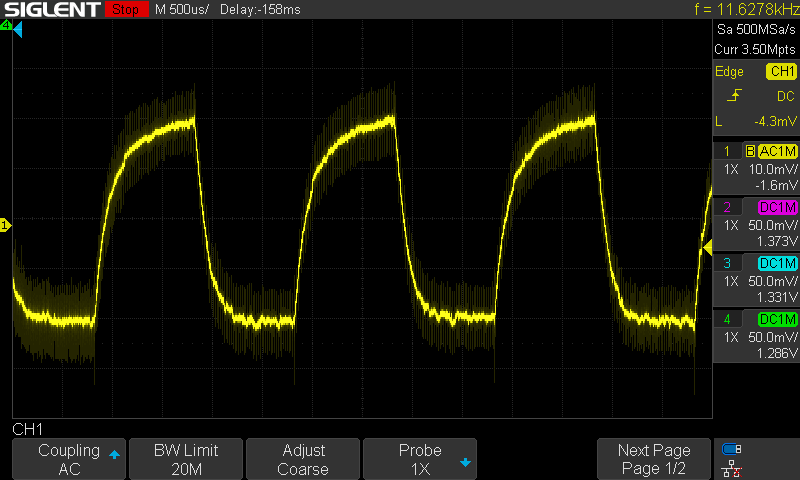 SIGLENT Stop M 500us/ Delay:-158ms f = 11.6278kHz
Sa 500MSa/s
Curr 3.50Mpts
Edge CH1
DC
L -4.3mV
1 B AC1M
1X 10.0mV/
-1.6mV
2 DC1M
1X 50.0mV/
1.373V
3 DC1M
1X 50.0mV/
1.331V
4 DC1M
1X 50.0mV/
1.286V
4
1
CH1
Coupling
AC
BW Limit
20M
Adjust
Coarse
Probe
1X
Next Page
Page 1/2